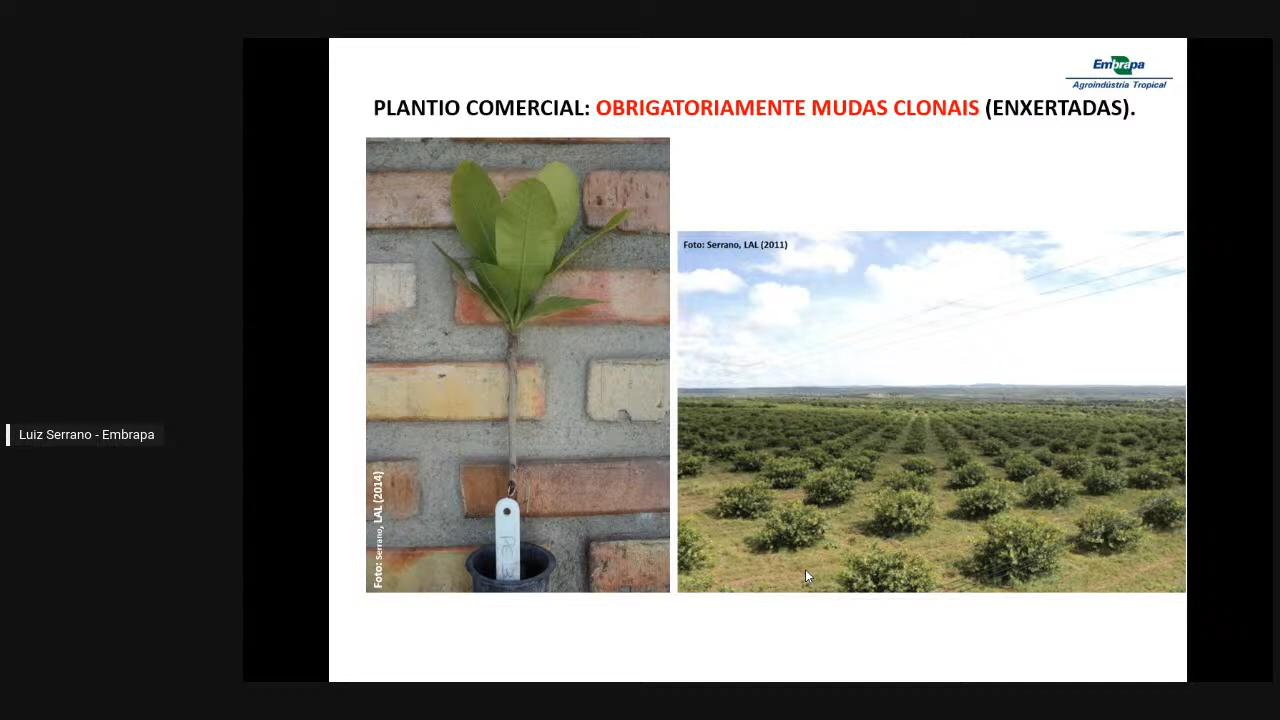 Embrapa
Agroindústria Tropical
PLANTIO COMERCIAL: OBRIGATORIAMENTE MUDAS CLONAIS (ENXERTADAS).
Foto: Serrano, LAL (2011)
Foto: Serrano, LAL (2014)
Luiz Serrano - Embrapa